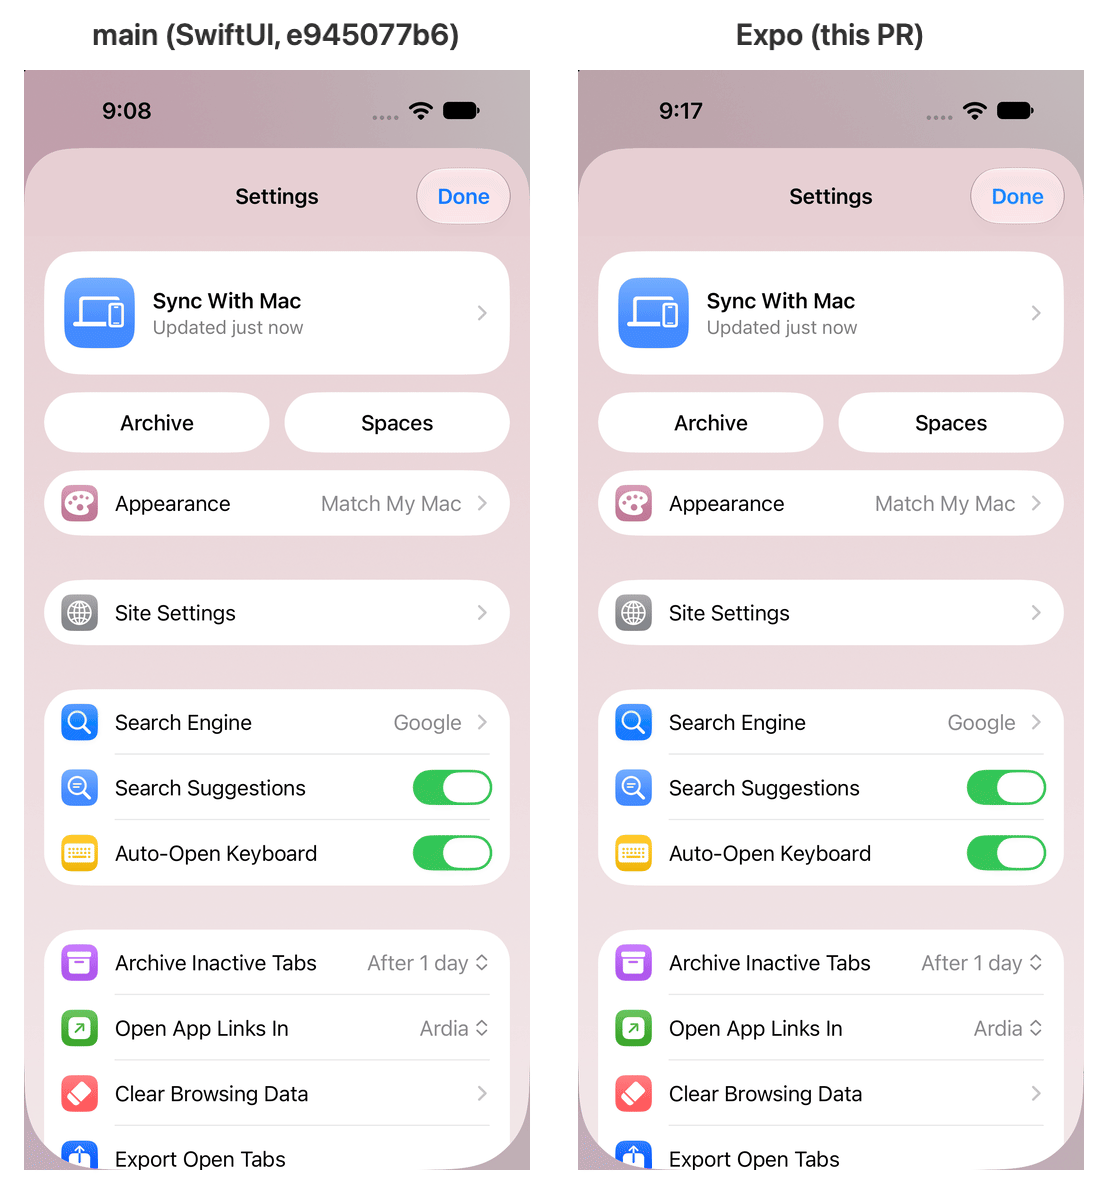 main (SwiftUI, e945077b6)
9:08
Settings
Done
Sync With Mac
Updated just now
Archive
Spaces
Appearance
Match My Mac
Site Settings
Search Engine
Google
Search Suggestions
Auto-Open Keyboard
Archive Inactive Tabs
After 1 day
Open App Links In
Ardia
Clear Browsing Data
Export Open Tabs
Expo (this PR)
9:17
Settings
Done
Sync With Mac
Updated just now
Archive
Spaces
Appearance
Match My Mac
Site Settings
Search Engine
Google
Search Suggestions
Auto-Open Keyboard
Archive Inactive Tabs
After 1 day
Open App Links In
Ardia
Clear Browsing Data
Export Open Tabs